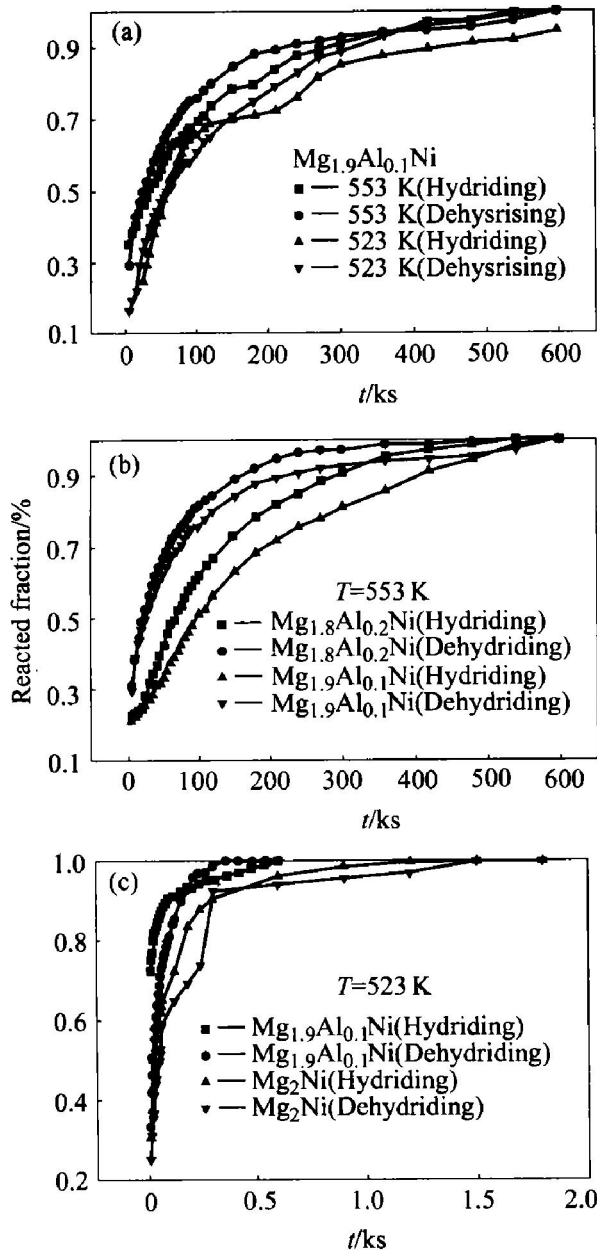 (a)
0.9
0.7
0.5
0.3
0.1
Mg1.9Al0.1Ni
553 K(Hydriding)
553 K(Dehysrising)
523 K(Hydriding)
523 K(Dehysrising)
0 100 200 300 400 500 600
t/ks
(b)
Reacted fraction/%
0.9
0.7
0.5
0.3
0.1
T=553 K
Mg1.8Al0.2Ni(Hydriding)
Mg1.8Al0.2Ni(Dehydriding)
Mg1.9Al0.1Ni(Hydriding)
Mg1.9Al0.1Ni(Dehydriding)
0 100 200 300 400 500 600
t/ks
(c)
1.0
0.8
0.6
0.4
0.2
T=523 K
Mg1.9Al0.1Ni(Hydriding)
Mg1.9Al0.1Ni(Dehydriding)
Mg2Ni(Hydriding)
Mg2Ni(Dehydriding)
0 0.5 1.0 1.5 2.0
t/ks